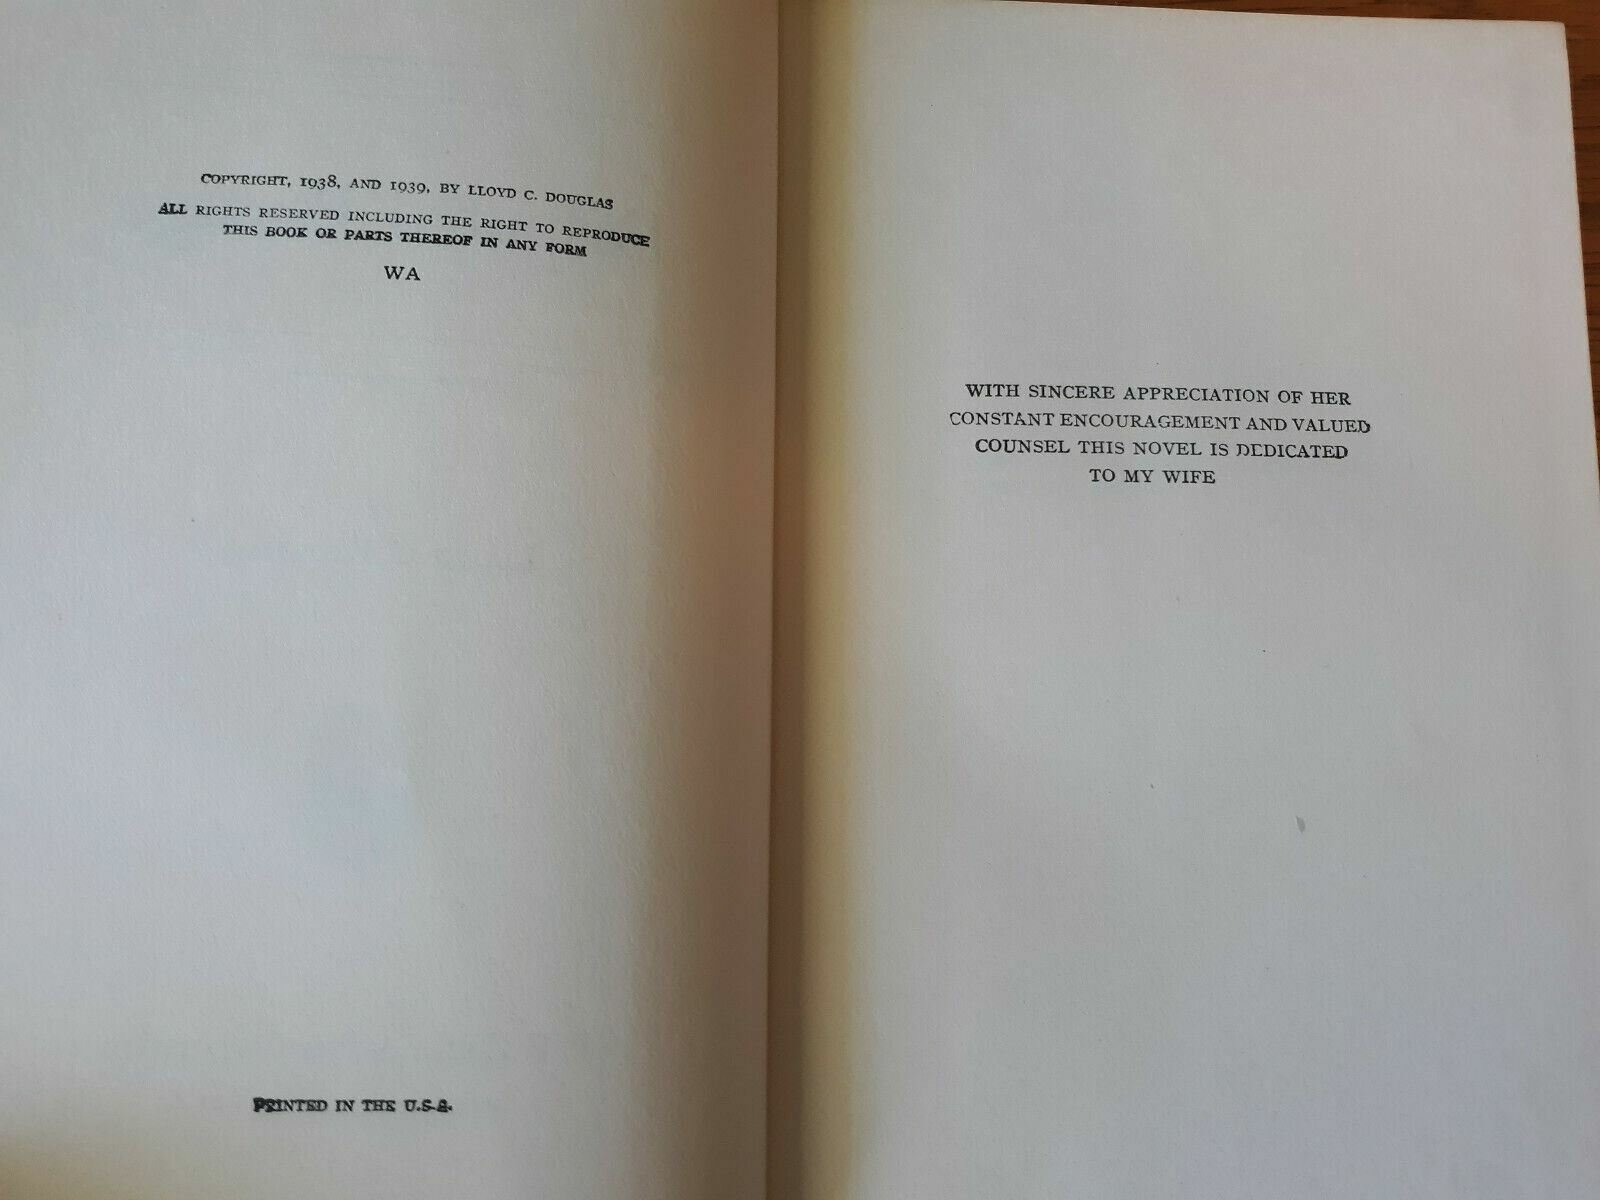 COPYRIGHT, 1938, AND 1939, BY LLOYD C. DOUGLAS
ALL RIGHTS RESERVED INCLUDING THE RIGHT TO REPRODUCE
THIS BOOK OR PARTS THEREOF IN ANY FORM
WA
PRINTED IN THE U.S.A.
WITH SINCERE APPRECIATION OF HER
CONSTANT ENCOURAGEMENT AND VALUED
COUNSEL THIS NOVEL IS DEDICATED
TO MY WIFE